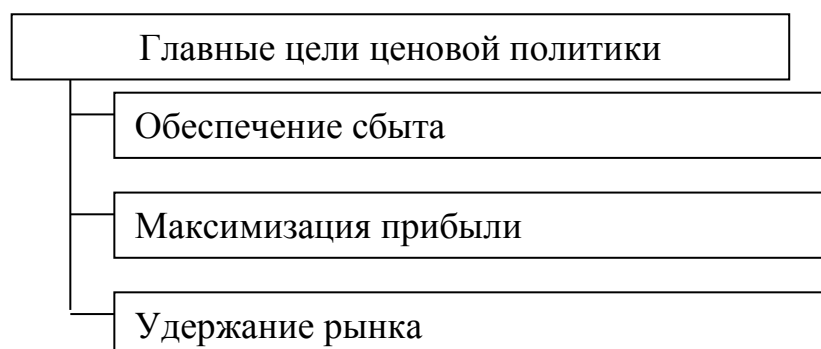 Главные цели ценовой политики
Обеспечение сбыта
Максимизация прибыли
Удержание рынка